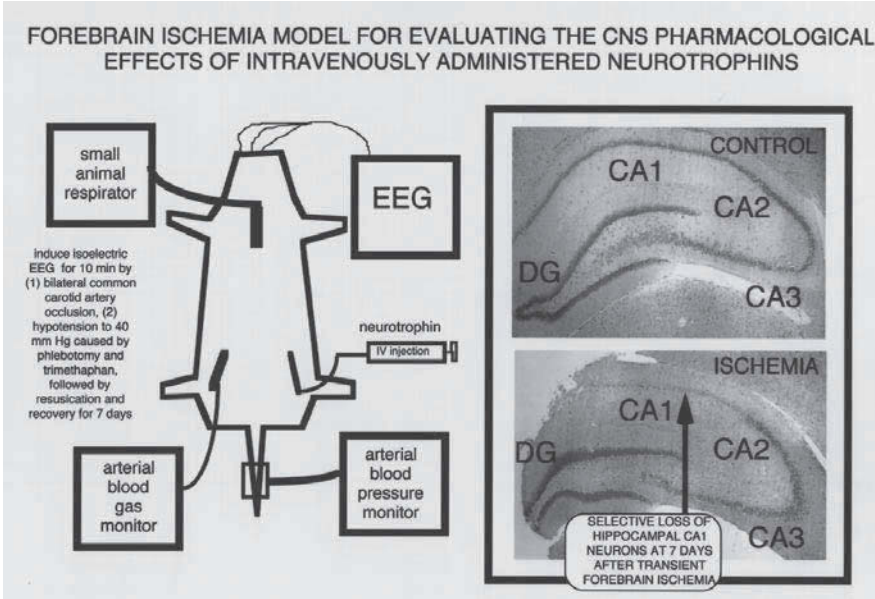 FOREBRAIN ISCHEMIA MODEL FOR EVALUATING THE CNS PHARMACOLOGICAL
EFFECTS OF INTRAVENOUSLY ADMINISTERED NEUROTROPHINS
small
animal
respirator
EEG
induce isoelectric
EEG for 10 min by
(1) bilateral common
carotid artery
occlusion, (2)
hypotension to 40
mm Hg caused by
phlebotomy and
trimethaphan,
followed by
resusication and
recovery for 7 days
neurotrophin
IV injection
arterial
blood
gas
monitor
arterial
blood
pressure
monitor
CONTROL
CA1
CA2
DG
CA3
ISCHEMIA
CA1
CA2
DG
CA3
SELECTIVE LOSS OF
HIPPOCAMPAL CA1
NEURONS AT 7 DAYS
AFTER TRANSIENT
FOREBRAIN ISCHEMIA